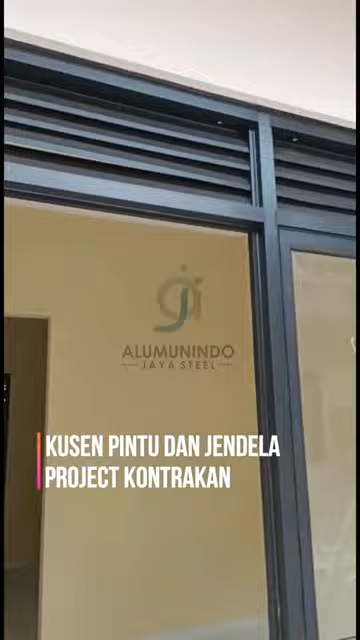 ALUMUNINDO
JAYA STEEL
KUSEN PINTU DAN JENDELA
PROJECT KONTRAKAN